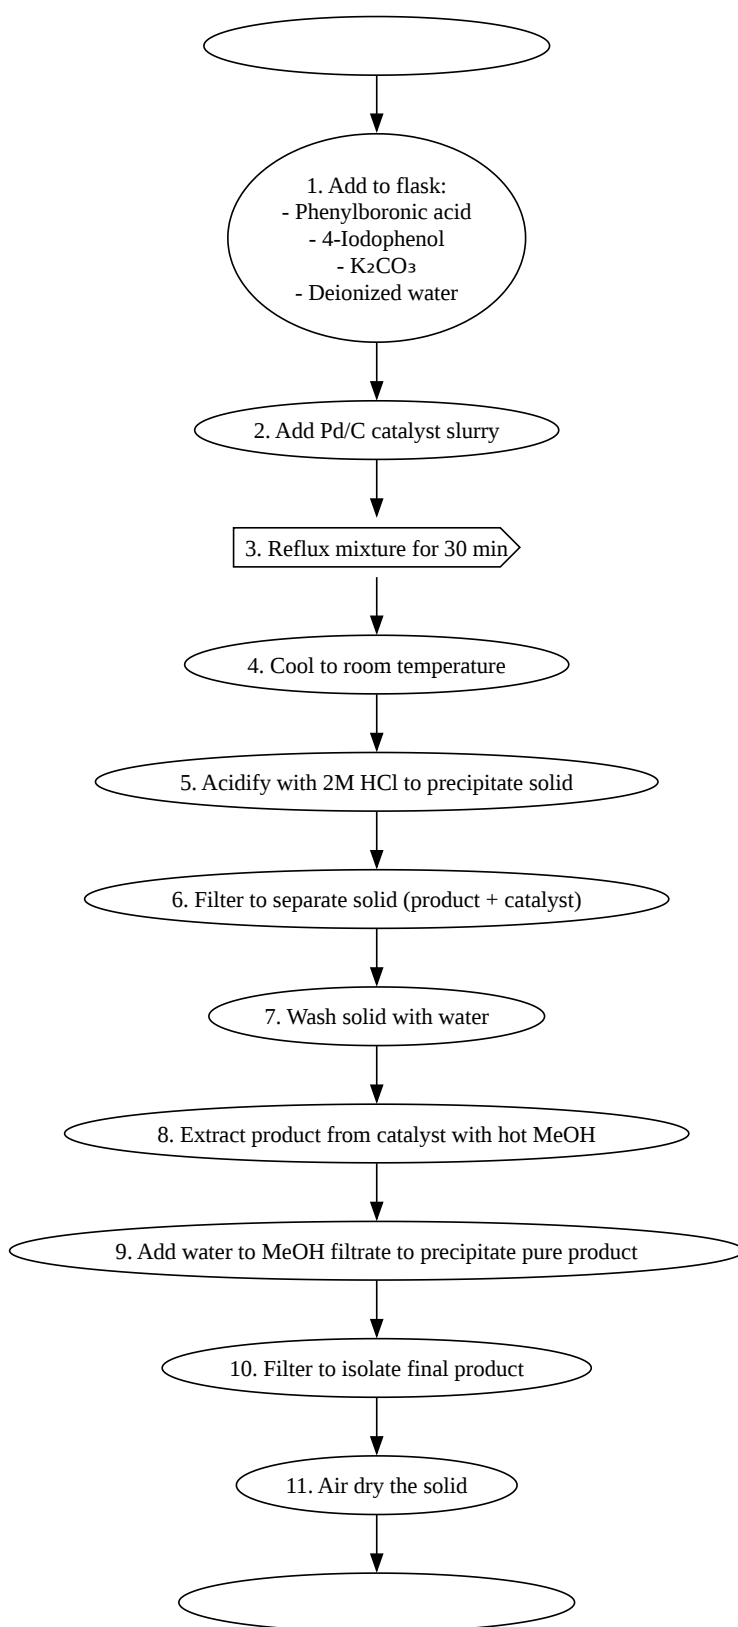 1. Add to flask:
- Phenylboronic acid
- 4-Iodophenol
- K₂CO₃
- Deionized water
2. Add Pd/C catalyst slurry
3. Reflux mixture for 30 min
4. Cool to room temperature
5. Acidify with 2M HCl to precipitate solid
6. Filter to separate solid (product + catalyst)
7. Wash solid with water
8. Extract product from catalyst with hot MeOH
9. Add water to MeOH filtrate to precipitate pure product
10. Filter to isolate final product
11. Air dry the solid